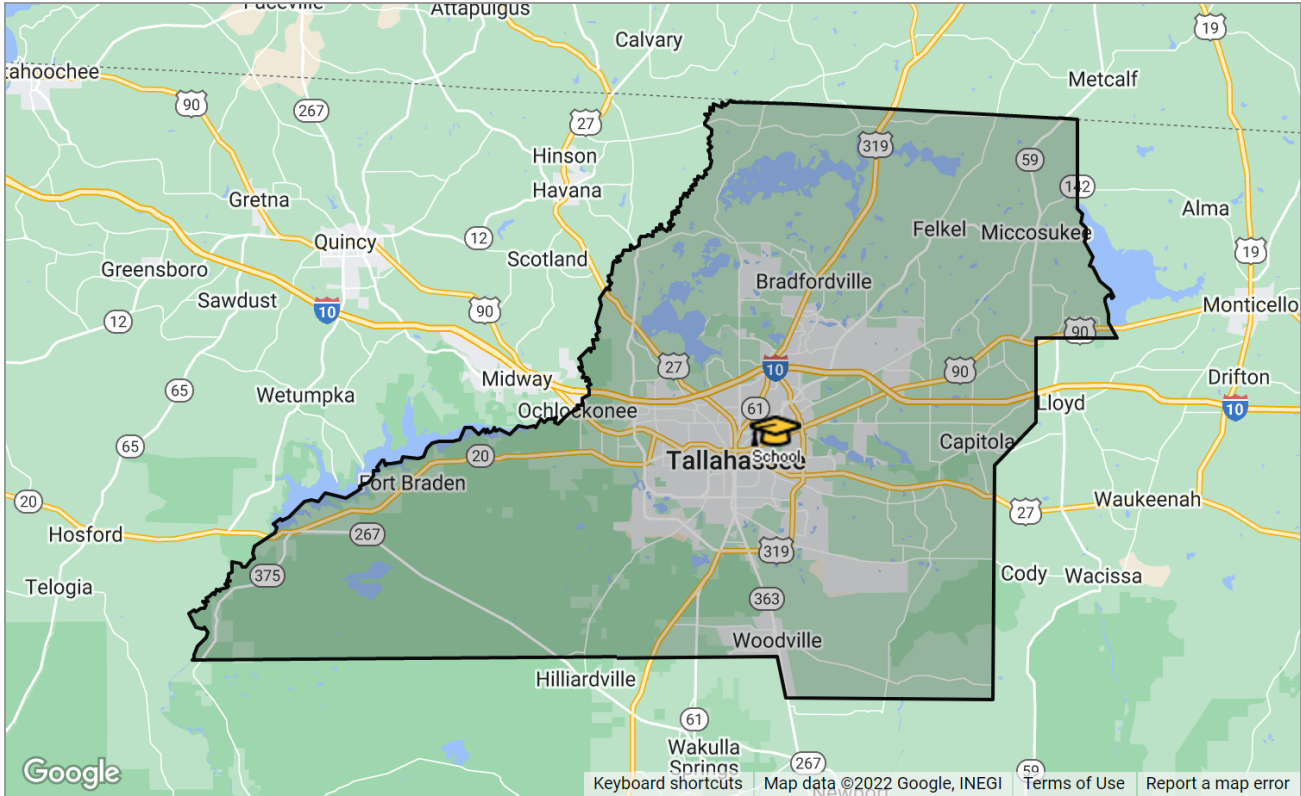 Faceville
Attapulgus
Calvary
19
tahoochee
Metcalf
90
267
27
319
Hinson
59
Havana
142
Gretna
Alma
Felkel
Miccosukee
12
Quincy
19
Scotland
Greensboro
Bradfordville
Sawdust
10
90
Monticello
12
90
27
10
90
Midway
Drifton
65
Wetumpka
Ochlockonee
61
Lloyd
10
65
Capitola
20
School
Tallahassee
Fort Braden
20
Waukeenah
27
Hosford
267
319
375
Cody
Wacissa
Telogia
363
Woodville
Hilliardville
61
Wakulla
Springs
267
59
Google
Keyboard shortcuts
Map data ©2022 Google, INEGI
Terms of Use
Report a map error
Newport